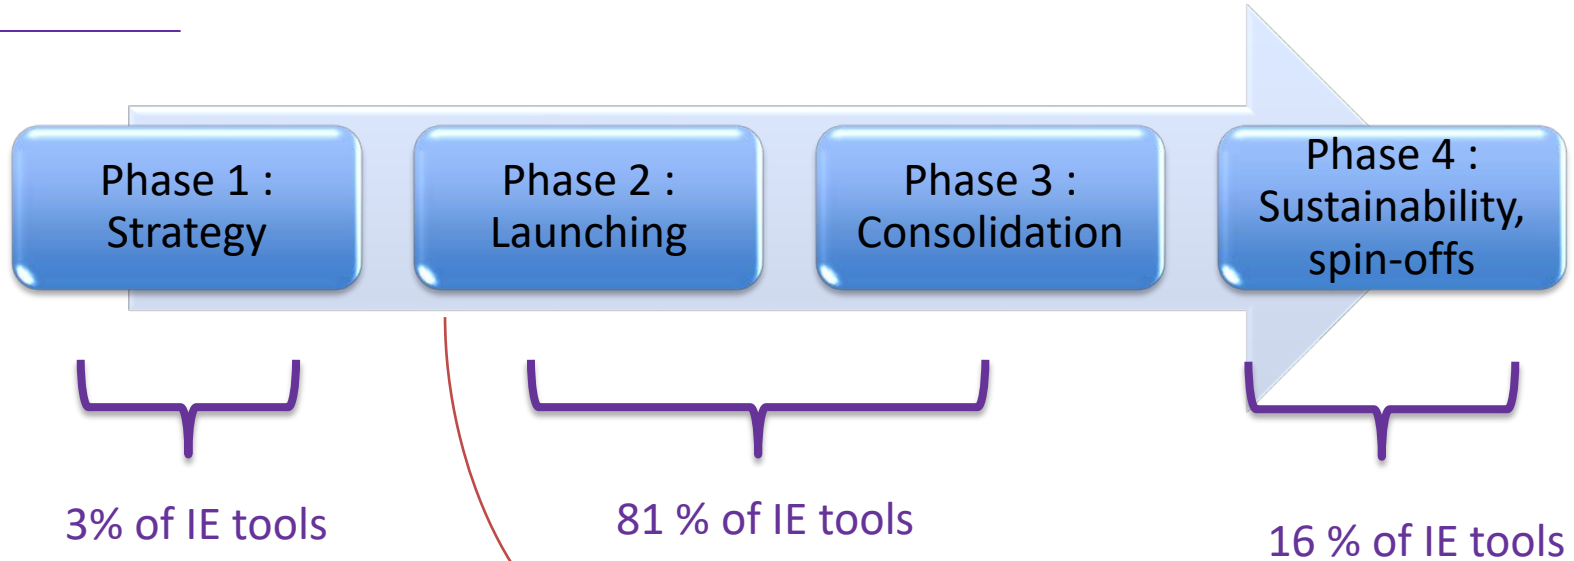 Phase 1 :
Strategy
Phase 2 :
Launching
Phase 3 :
Consolidation
Phase 4 :
Sustainability,
spin-offs
3% of IE tools
81 % of IE tools
16 % of IE tools